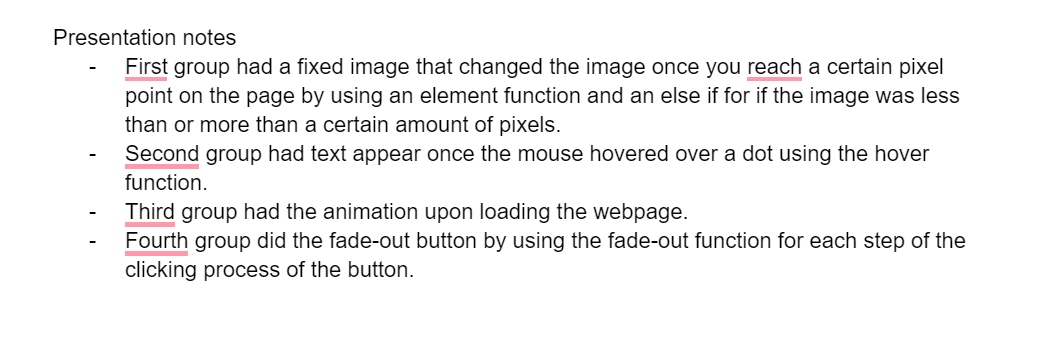 Presentation notes
- First group had a fixed image that changed the image once you reach a certain pixel
point on the page by using an element function and an else if for if the image was less
than or more than a certain amount of pixels.
- Second group had text appear once the mouse hovered over a dot using the hover
function.
- Third group had the animation upon loading the webpage.
- Fourth group did the fade-out button by using the fade-out function for each step of the
clicking process of the button.